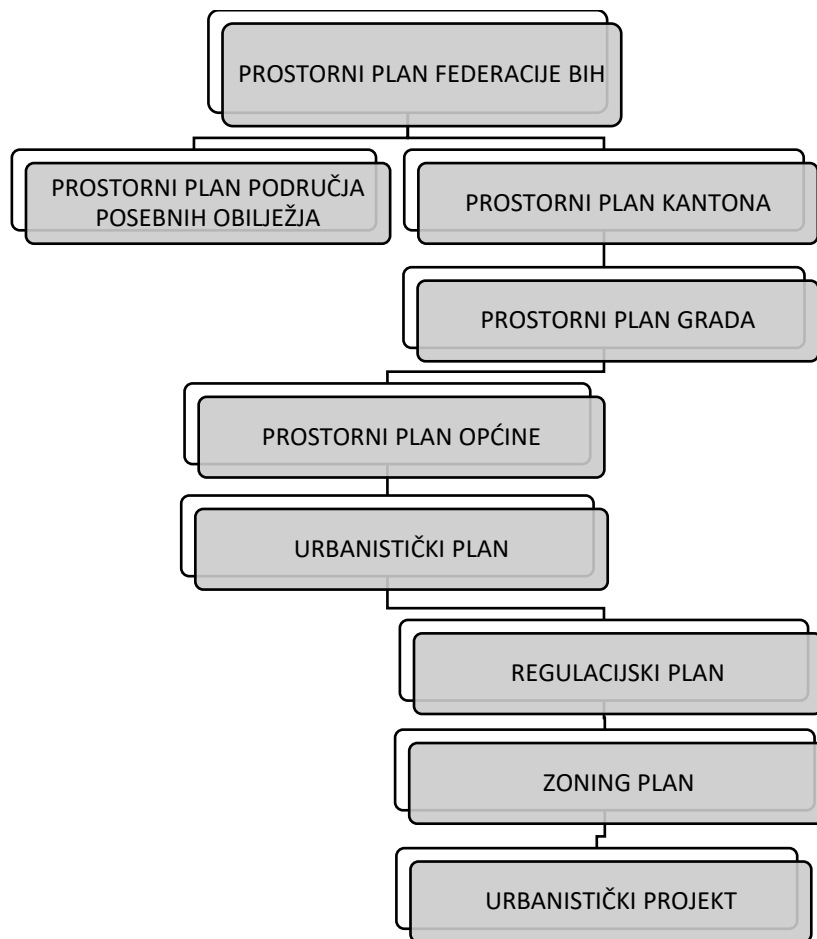 PROSTORNI PLAN FEDERACIJE BIH
PROSTORNI PLAN PODRUČJA
POSEBNIH OBILJEŽJA
PROSTORNI PLAN KANTONA
PROSTORNI PLAN GRADA
PROSTORNI PLAN OPĆINE
URBANISTIČKI PLAN
REGULACIJSKI PLAN
ZONING PLAN
URBANISTIČKI PROJEKT